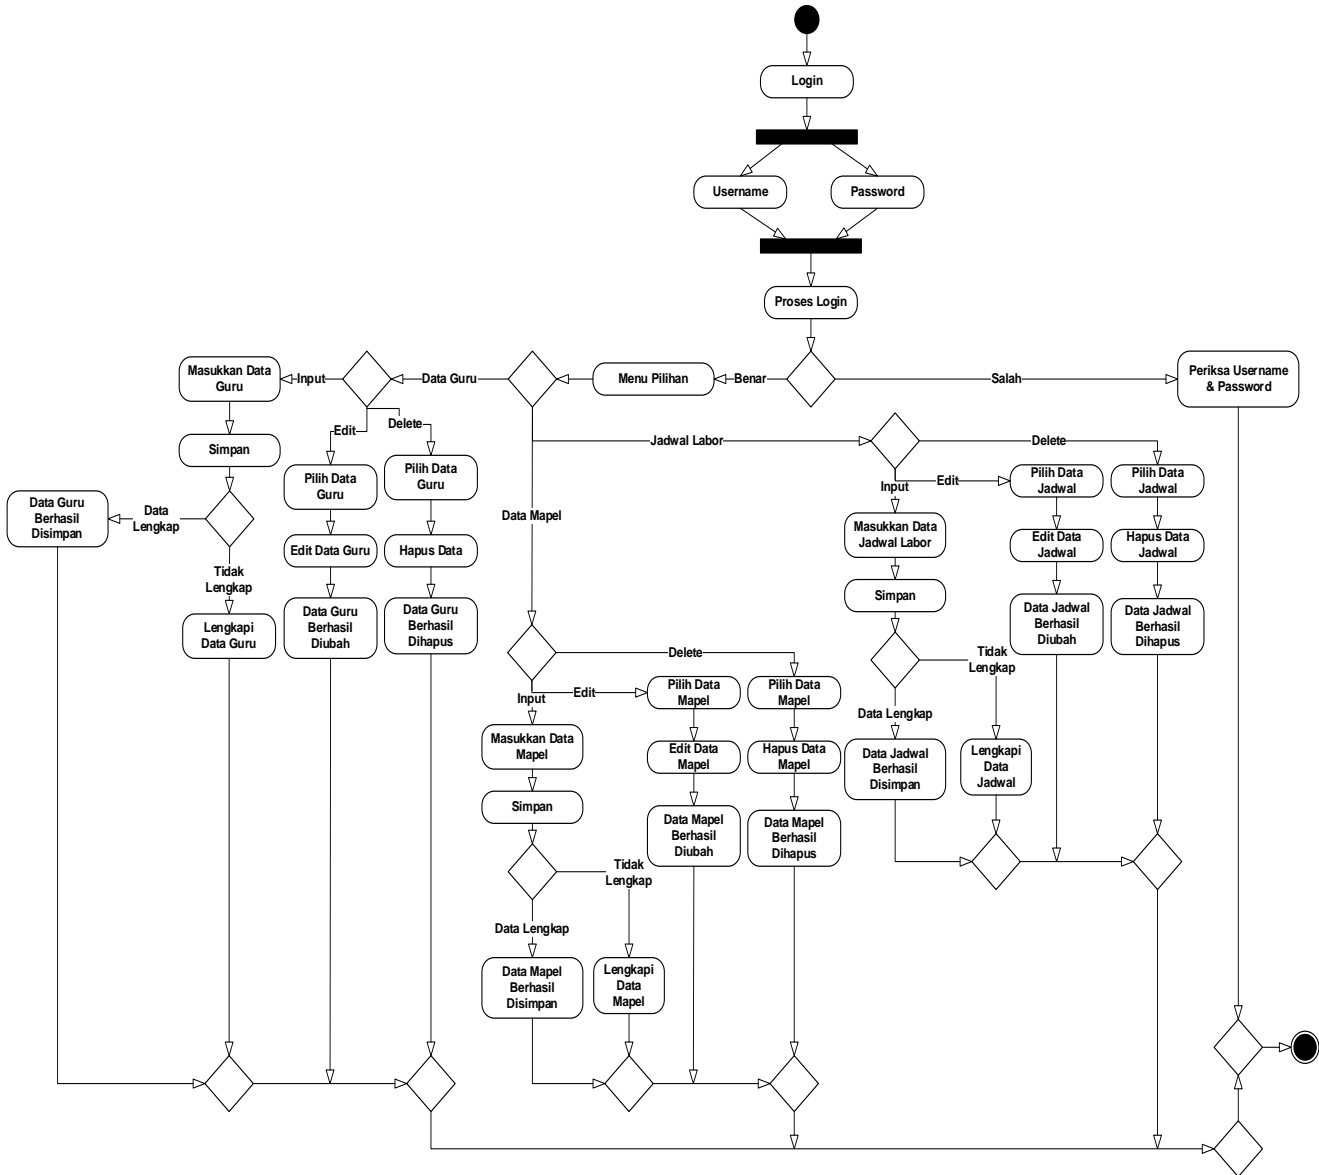 Login
Username
Password
Proses Login
Masukkan Data
Guru
Input
Data Guru
Menu Pilihan
Benar
Salah
Periksa Username
& Password
Simpan
Edit
Delete
Pilih Data
Guru
Pilih Data
Guru
Jadwal Labor
Delete
Input
Edit
Pilih Data
Jadwal
Pilih Data
Jadwal
Data Guru
Berhasil
Disimpan
Data
Lengkap
Data Mapel
Masukkan Data
Jadwal Labor
Edit Data Guru
Hapus Data
Edit Data
Jadwal
Hapus Data
Jadwal
Tidak
Lengkap
Simpan
Lengkapi
Data Guru
Data Guru
Berhasil
Diubah
Data Guru
Berhasil
Dihapus
Data Jadwal
Berhasil
Diubah
Data Jadwal
Berhasil
Dihapus
Delete
Tidak
Lengkap
Input
Edit
Pilih Data
Mapel
Pilih Data
Mapel
Data Lengkap
Masukkan Data
Mapel
Edit Data
Mapel
Hapus Data
Mapel
Data Jadwal
Berhasil
Disimpan
Lengkapi
Data
Jadwal
Simpan
Data Mapel
Berhasil
Diubah
Data Mapel
Berhasil
Dihapus
Tidak
Lengkap
Data Lengkap
Data Mapel
Berhasil
Disimpan
Lengkapi
Data
Mapel